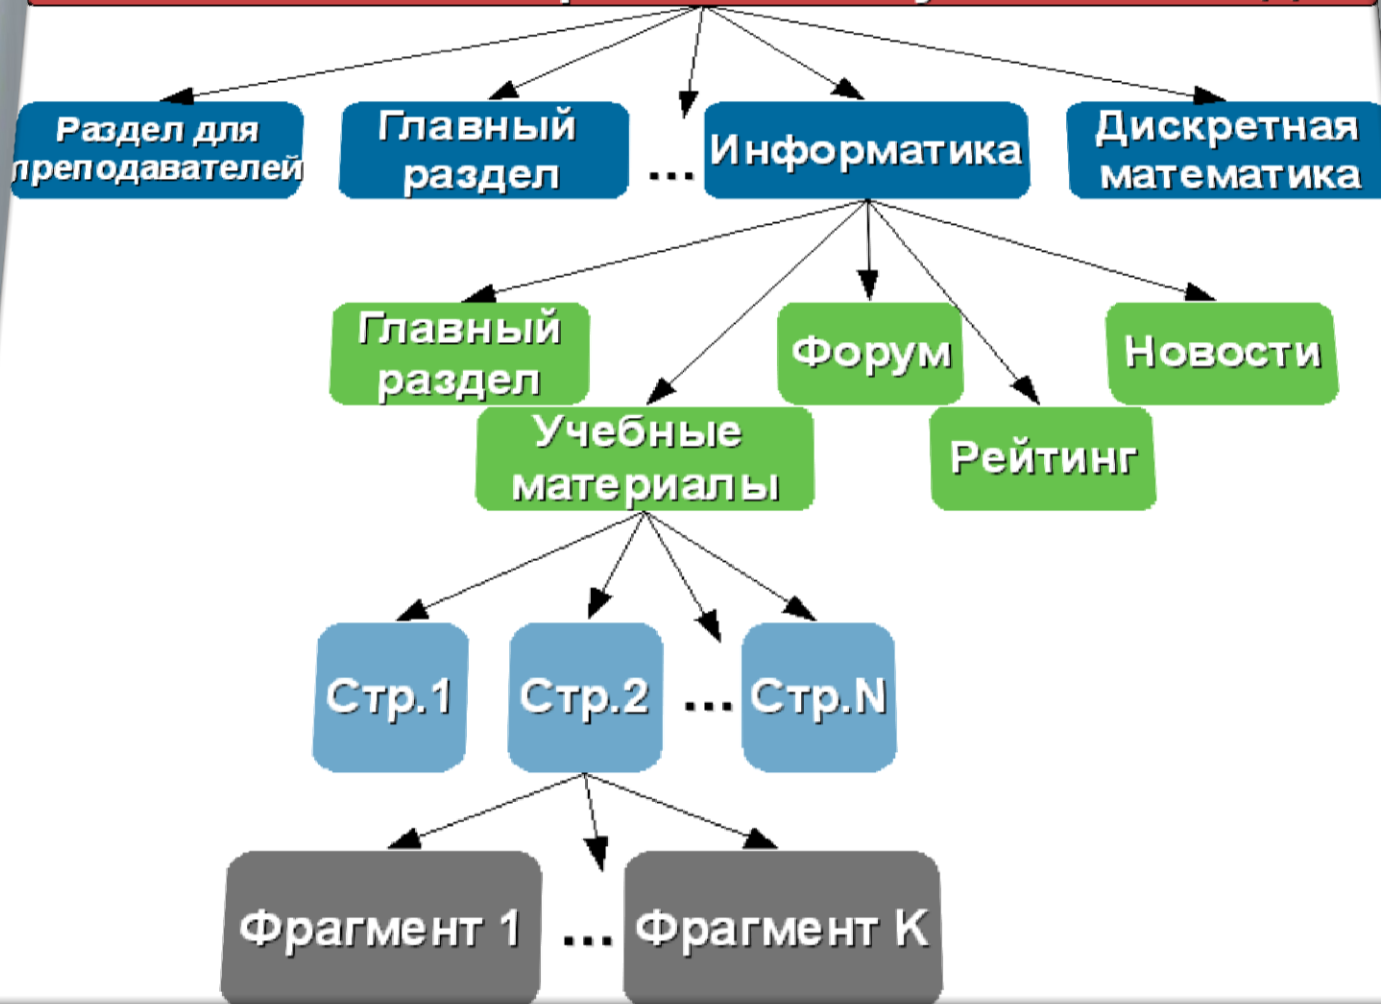 Раздел для
преподавателей
Главный
раздел
...
Информатика
Дискретная
математика
Главный
раздел
Форум
Новости
Учебные
материалы
Рейтинг
Стр.1
Стр.2
...
Стр.N
Фрагмент 1
...
Фрагмент К